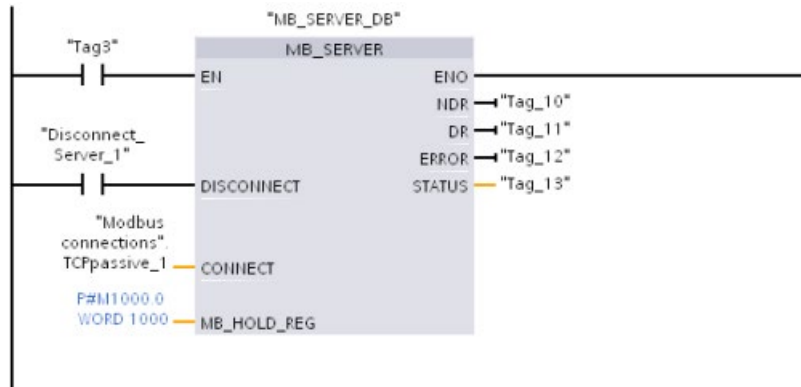 "MB_SERVER_DB"
"Tag3"
MB_SERVER
EN
ENO
NDR
"Tag_10"
DR
"Tag_11"
"Disconnect_
Server_1"
ERROR
"Tag_12"
DISCONNECT
STATUS
"Tag_13"
"Modbus
connections".
TCPpassive_1
CONNECT
P#M1000.0
WORD 1000
MB_HOLD_REG